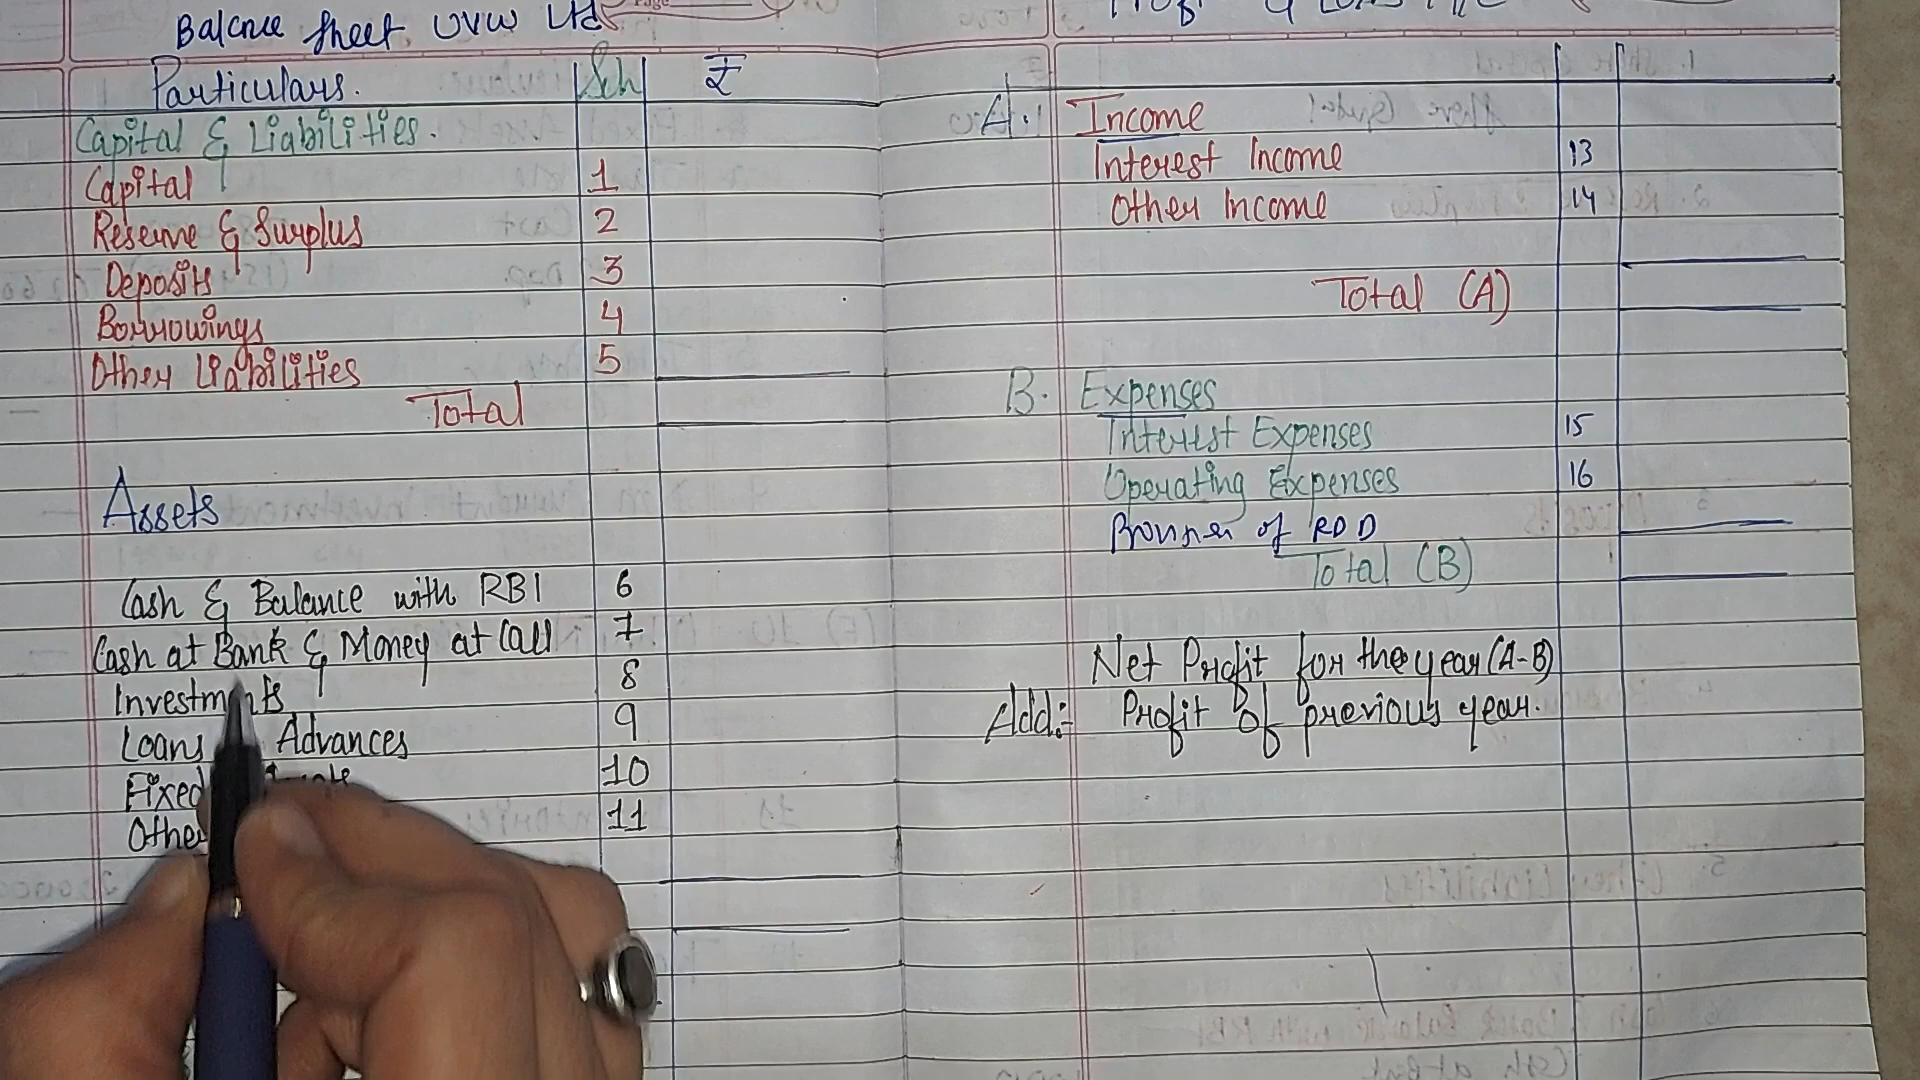 Balance Sheet UVW Ltd
Particulars. Sch ₹
Capital & Liabilities.
Capital 1
Reserve & Surplus 2
Deposits 3
Borrowings 4
Other Liabilities 5
Total
Assets
Cash & Balance with RBI 6
Cash at Bank & Money at Call 7
Investments 8
Loans Advances 9
Fixed 10
Other 11
A. Income
Interest Income 13
Other Income 14
Total (A)
B. Expenses
Interest Expenses 15
Operating Expenses 16
of RDD
Total (B)
Net Profit for the year (A-B)
Add:- Profit of previous year.